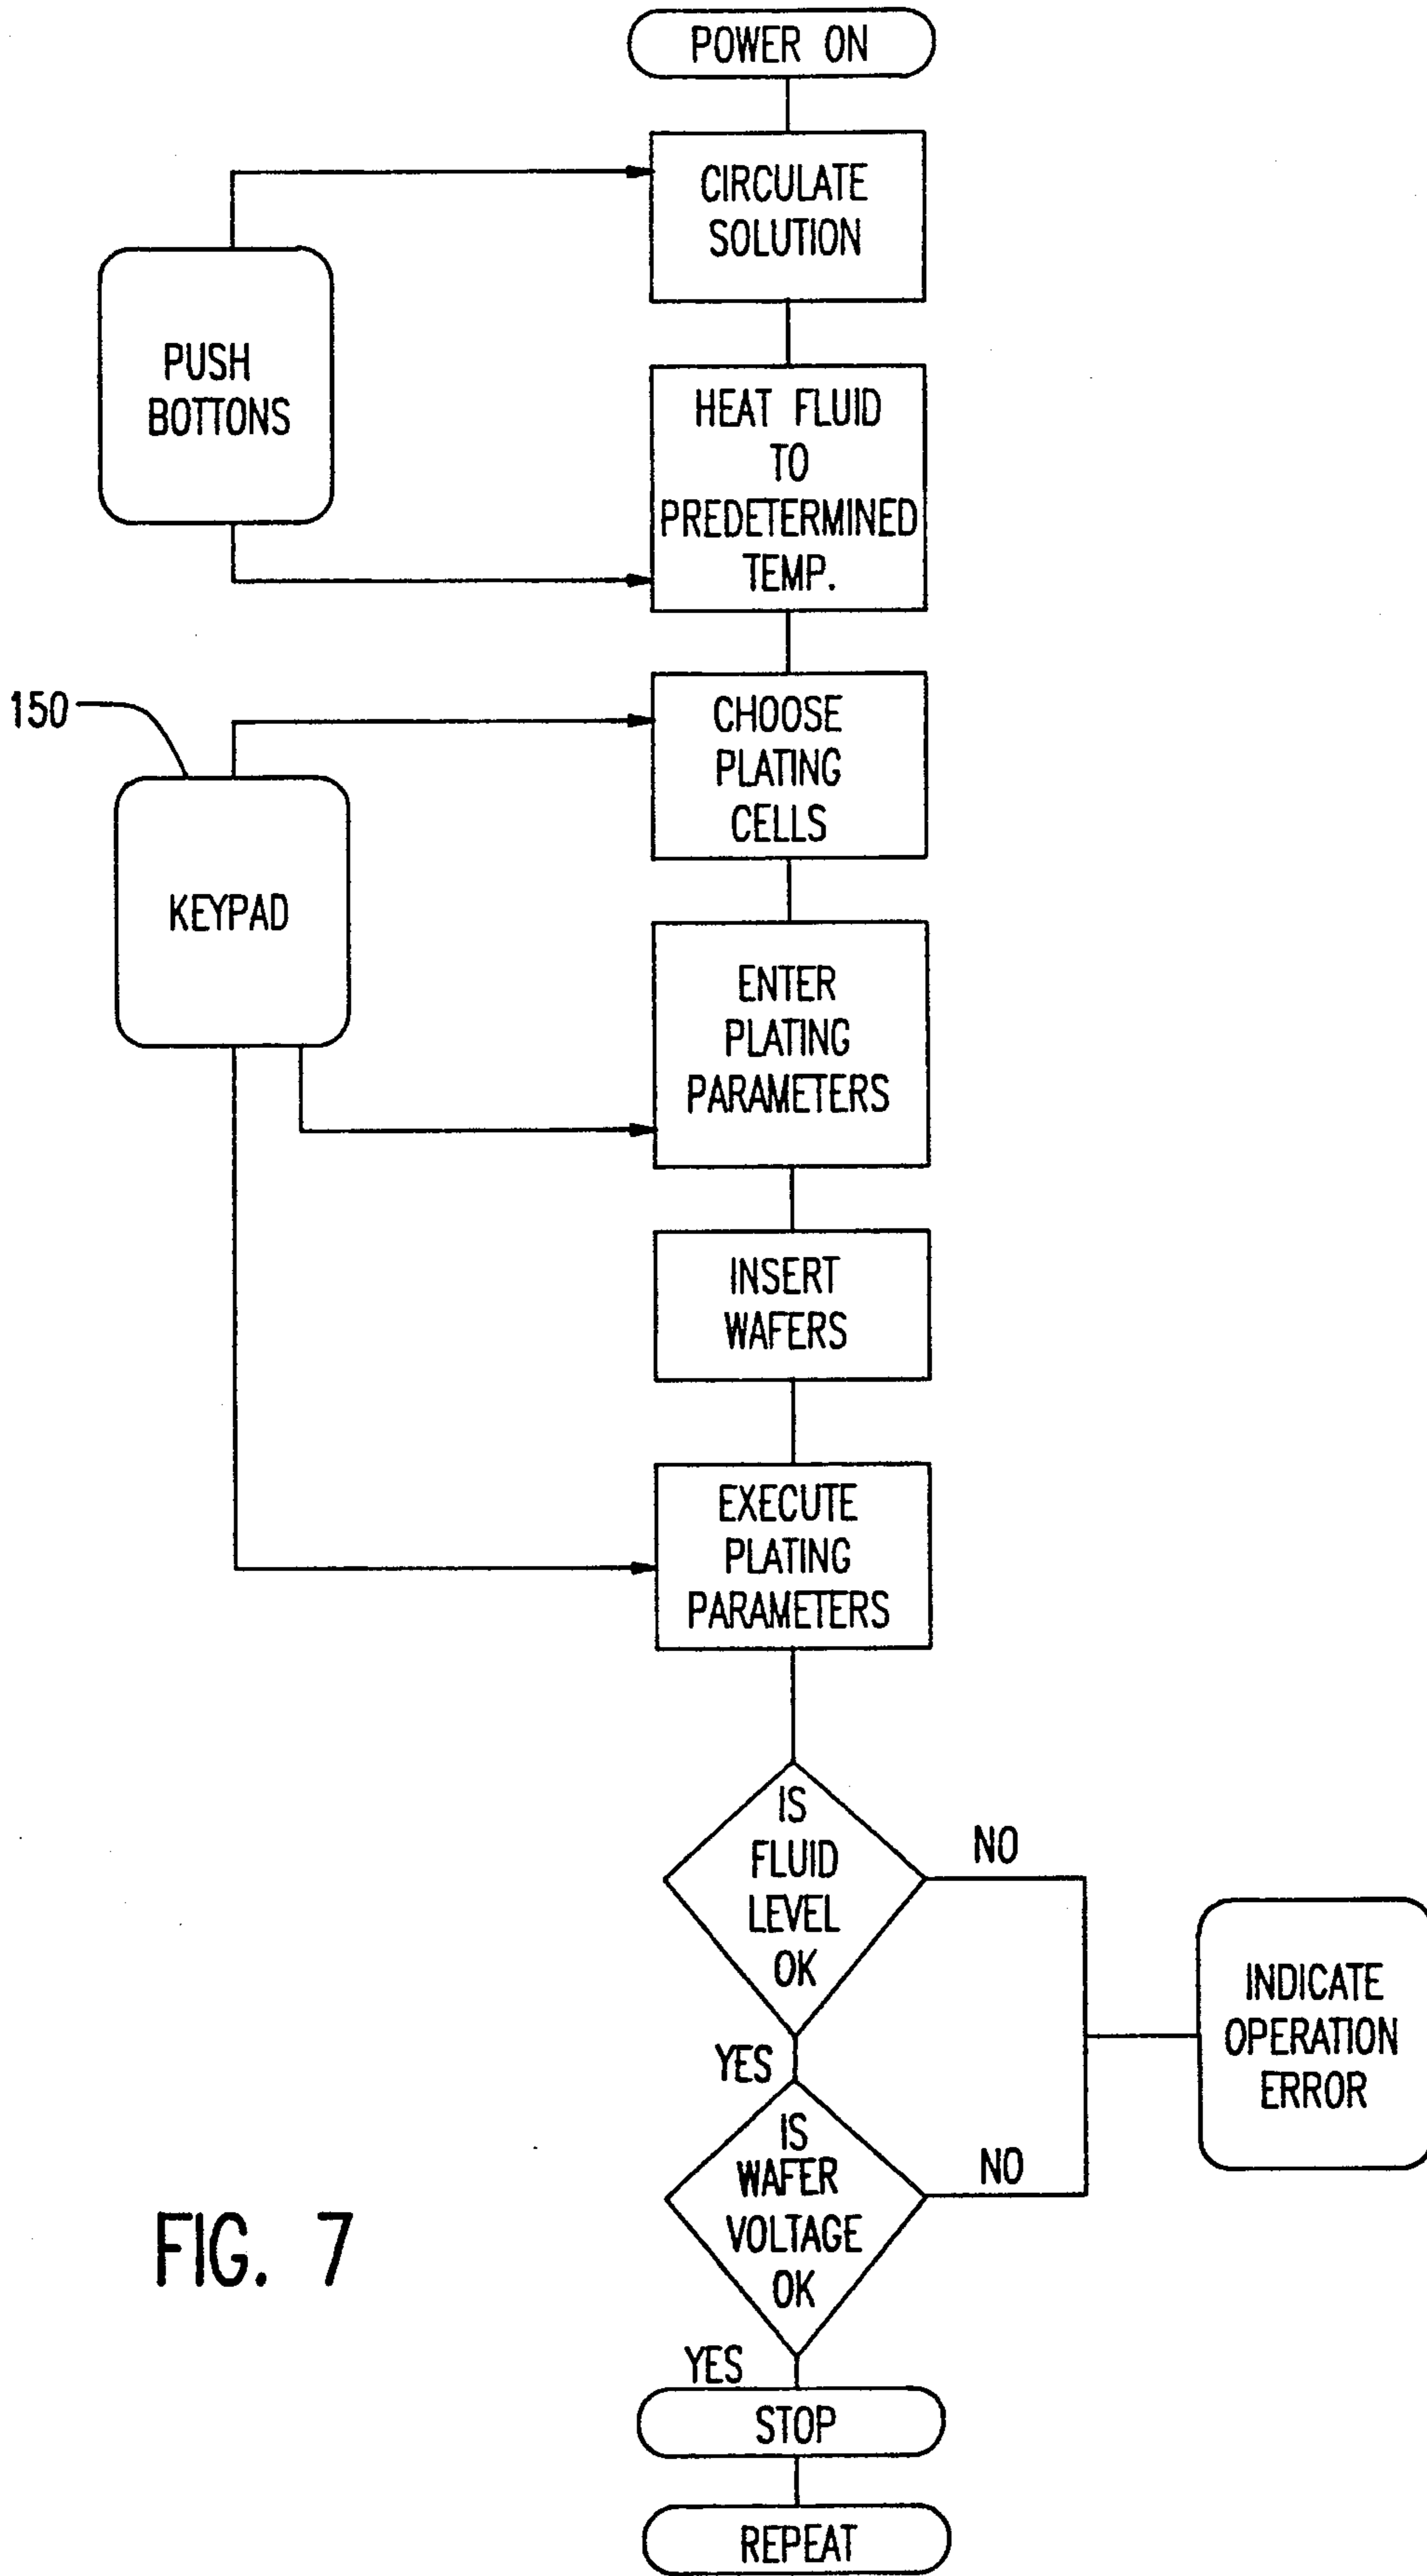 POWER ON
CIRCULATE
SOLUTION
PUSH
BOTTONS
HEAT FLUID
TO
PREDETERMINED
TEMP.
150
KEYPAD
CHOOSE
PLATING
CELLS
ENTER
PLATING
PARAMETERS
INSERT
WAFERS
EXECUTE
PLATING
PARAMETERS
IS
FLUID
LEVEL
OK
NO
YES
INDICATE
OPERATION
ERROR
IS
WAFER
VOLTAGE
OK
NO
YES
STOP
REPEAT
FIG. 7